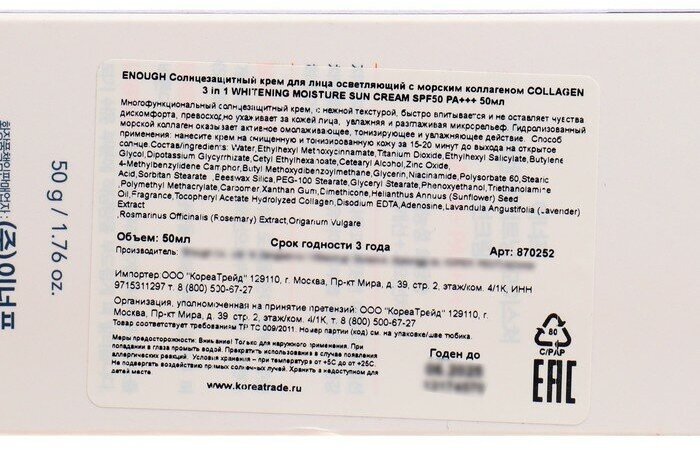 ENOUGH Солнцезащитный крем для лица осветляющий с морским коллагеном COLLAGEN
3 in 1 WHITENING MOISTURE SUN CREAM SPF50 PA+++ 50мл
Многофункциональный солнцезащитный крем, с нежной текстурой, быстро впитывается и не оставляет чувства
дискомфорта, превосходно ухаживает за кожей лица, увлажняя и разглаживая микрорельеф. Гидролизованный
морской коллаген оказывает активное омолаживающее, тонизирующее и увлажняющее действие Способ
применения: нанесите крем на очищенную и тонизированную кожу за 15-20 минут до выхода на открытое
солнце.Состав/ingredients: Water,Ethylhexyl Methoxycinnamate,Titanium Dioxide,Ethylhexyl Salicylate,Butylene
Glycol,Dipotassium Glycyrrhizate,Cetyl Ethylhexanoate,Cetearyl Alcohol,Zinc Oxide,
4-Methylbenzylidene Camphor,Butyl Methoxydibenzoylmethane,Glycerin,Niacinamide,Polysorbate 60,Stearic
Acid,Sorbitan Stearate ,Beeswax Silica,PEG-100 Stearate,Glyceryl Stearate,Phenoxyethanol,Triethanolamine
,Polymethyl Methacrylate,Carbomer,Xanthan Gum,Dimethicone,Helianthus Annuus (Sunflower) Seed
Oil,Fragrance,Tocopheryl Acetate Hydrolyzed Collagen,Disodium EDTA,Adenosine,Lavandula Angustifolia (Lavender)
Extract
,Rosmarinus Officinalis (Rosemary) Extract,Origanum Vulgare
Объем: 50мл
Срок годности 3 года
Арт: 870252
Производитель:
Импортер:ООО "КореаТрейд" 129110, г. Москва, Пр-кт Мира, д. 39, стр. 2, этаж/ком. 4/1К, ИНН
9715311297 т. 8 (800) 500-67-27
Организация, уполномоченная на принятие претензий: ООО "КореаТрейд" 129110, г.
Москва, Пр-кт Мира, д. 39, стр. 2, этаж/ком. 4/1К, т. 8 (800) 500-67-27
Товар соответствует требованиям ТР ТС 009/2011. Номер партии (код) см. на упаковке/шве тюбика.
Меры предосторожности: Внимание! Только для наружного применения. При
попадании в глаза промыть водой. Прекратить использование в случае появления
аллергических реакций. Условия хранения – при температуре от +5С до от +25С.
Не подвергать воздействию прямых солнечных лучей. Хранить в недоступном для
детей месте.
Годен до
www.koreatrade.ru
80
C/PAP
EAC
50 g / 1.76 oz.
(주)이너프